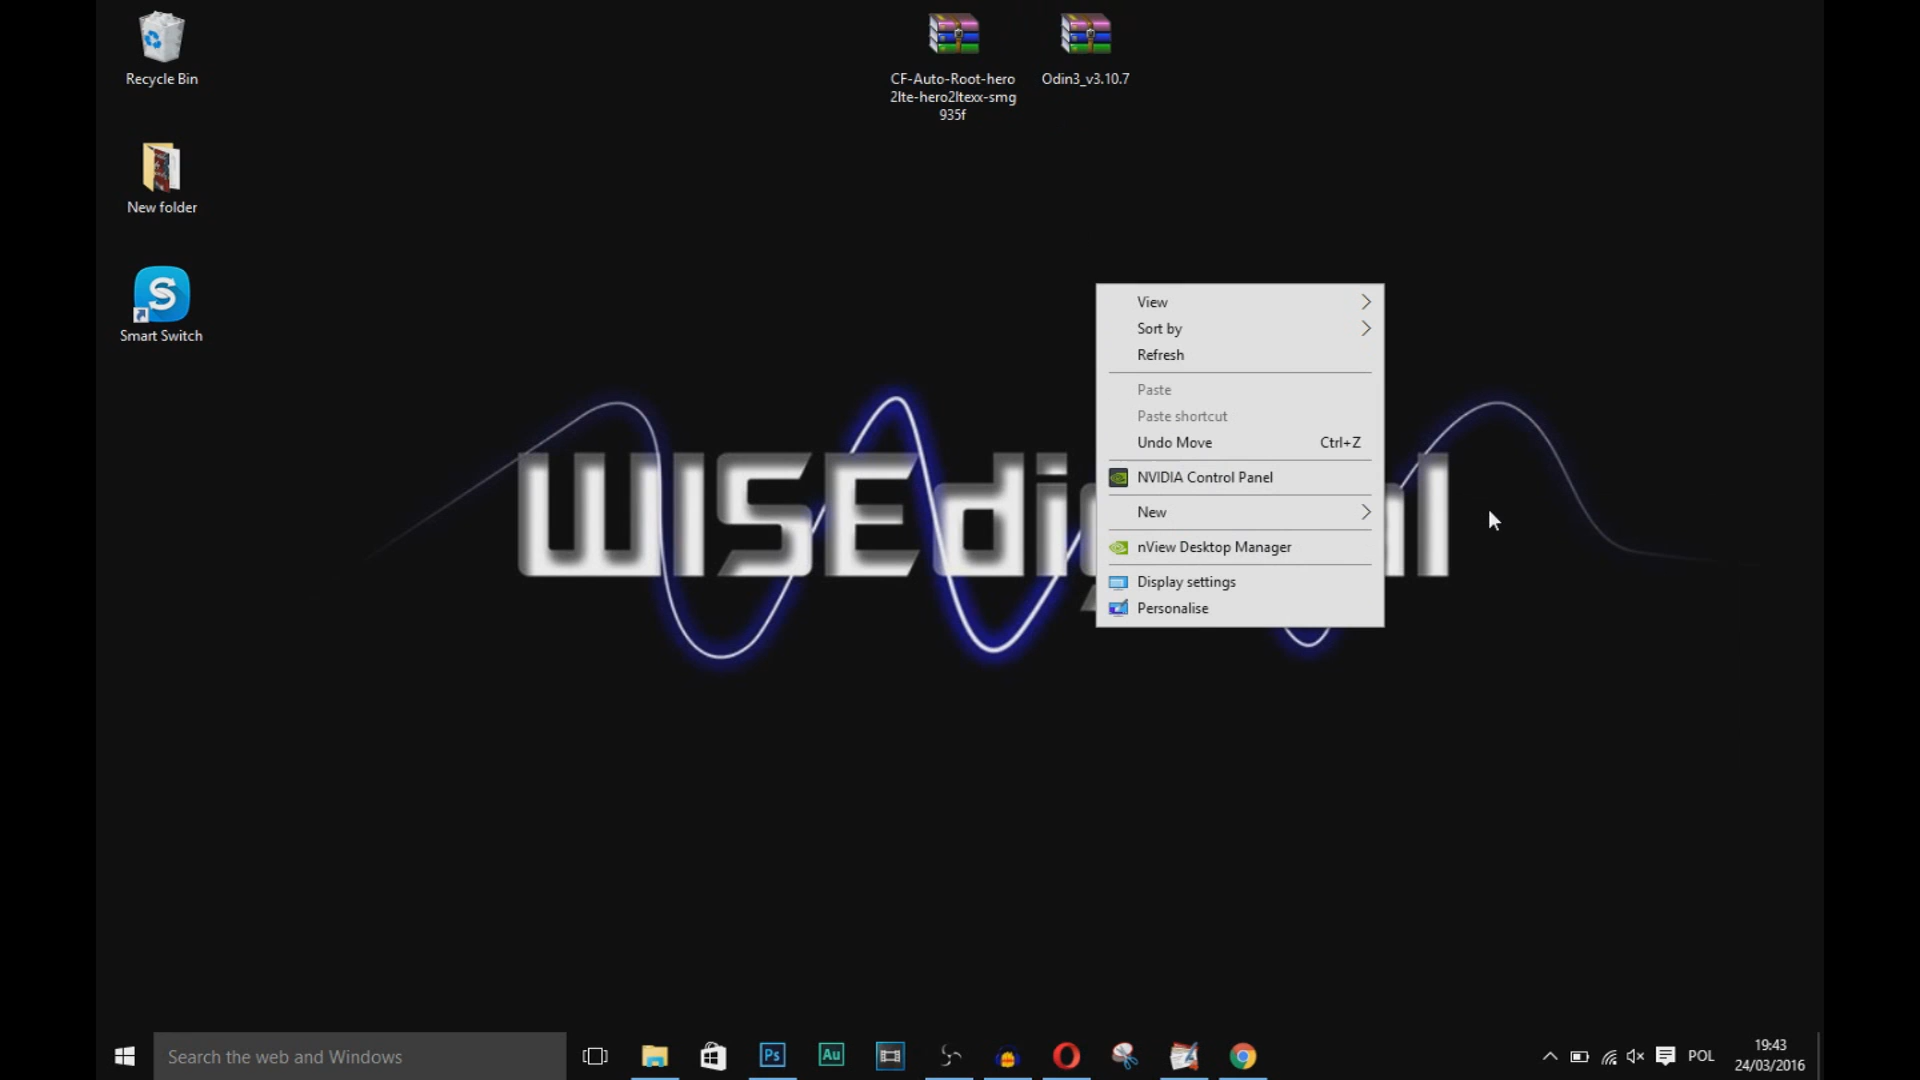 Recycle Bin
CF-Auto-Root-hero
2lte-hero2ltexx-smg
935f
Odin3_v3.10.7
New folder
Smart Switch
View
Sort by
Refresh
Paste
Paste shortcut
Undo Move Ctrl+Z
NVIDIA Control Panel
New
nView Desktop Manager
Display settings
Personalise
WISEdi
l
Search the web and Windows
Ps
Au
POL
19:43
24/03/2016